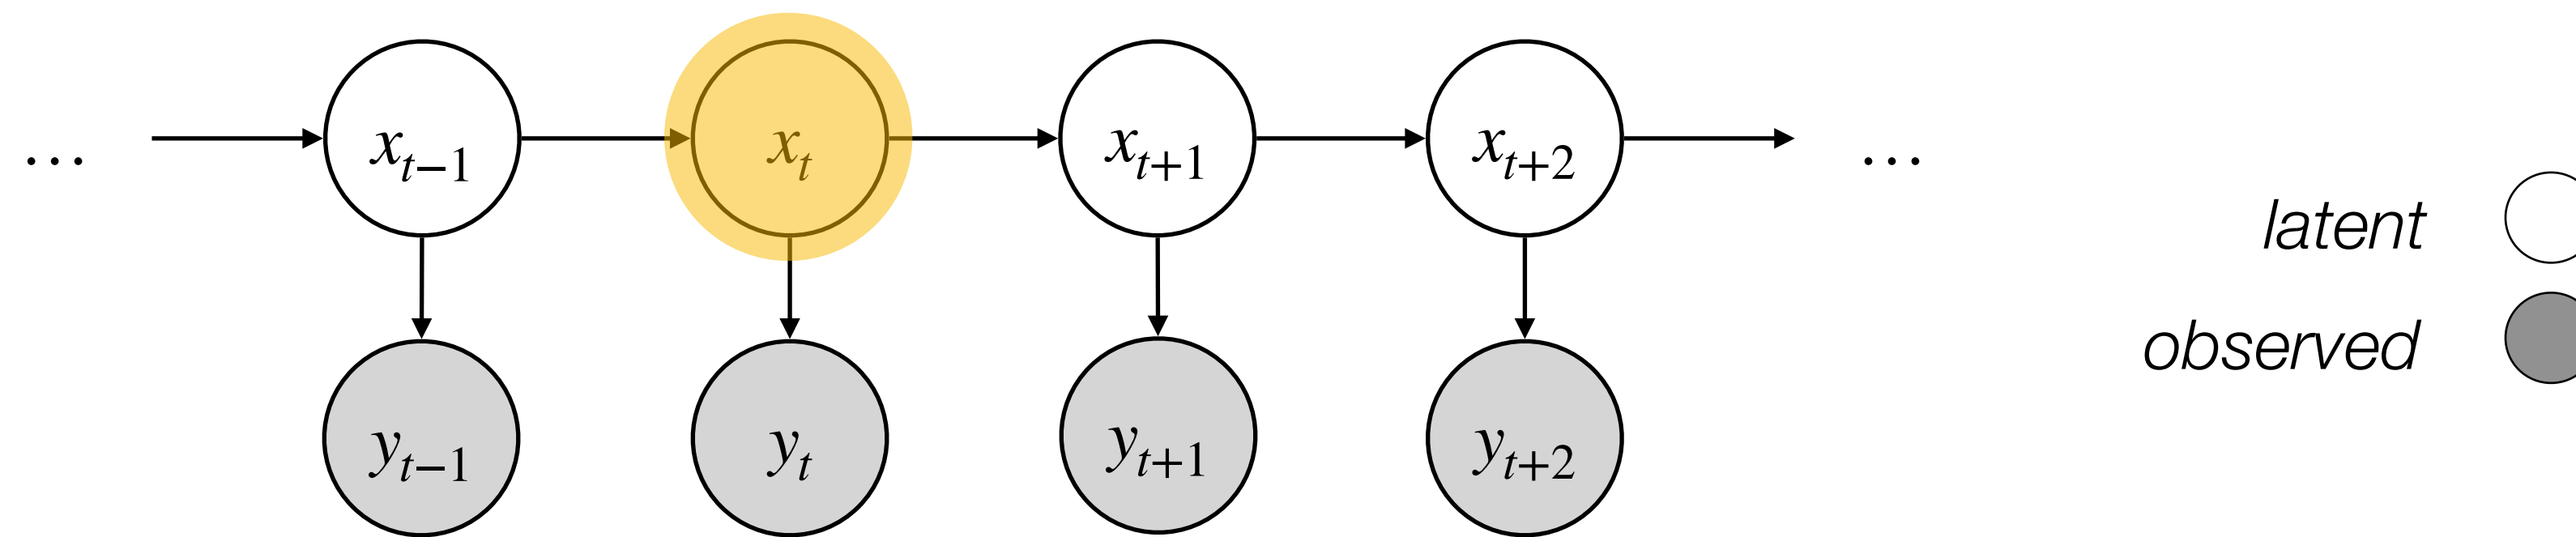 … x_{t−1} x_t x_{t+1} x_{t+2} …
latent
observed
y_{t−1} y_t y_{t+1} y_{t+2}